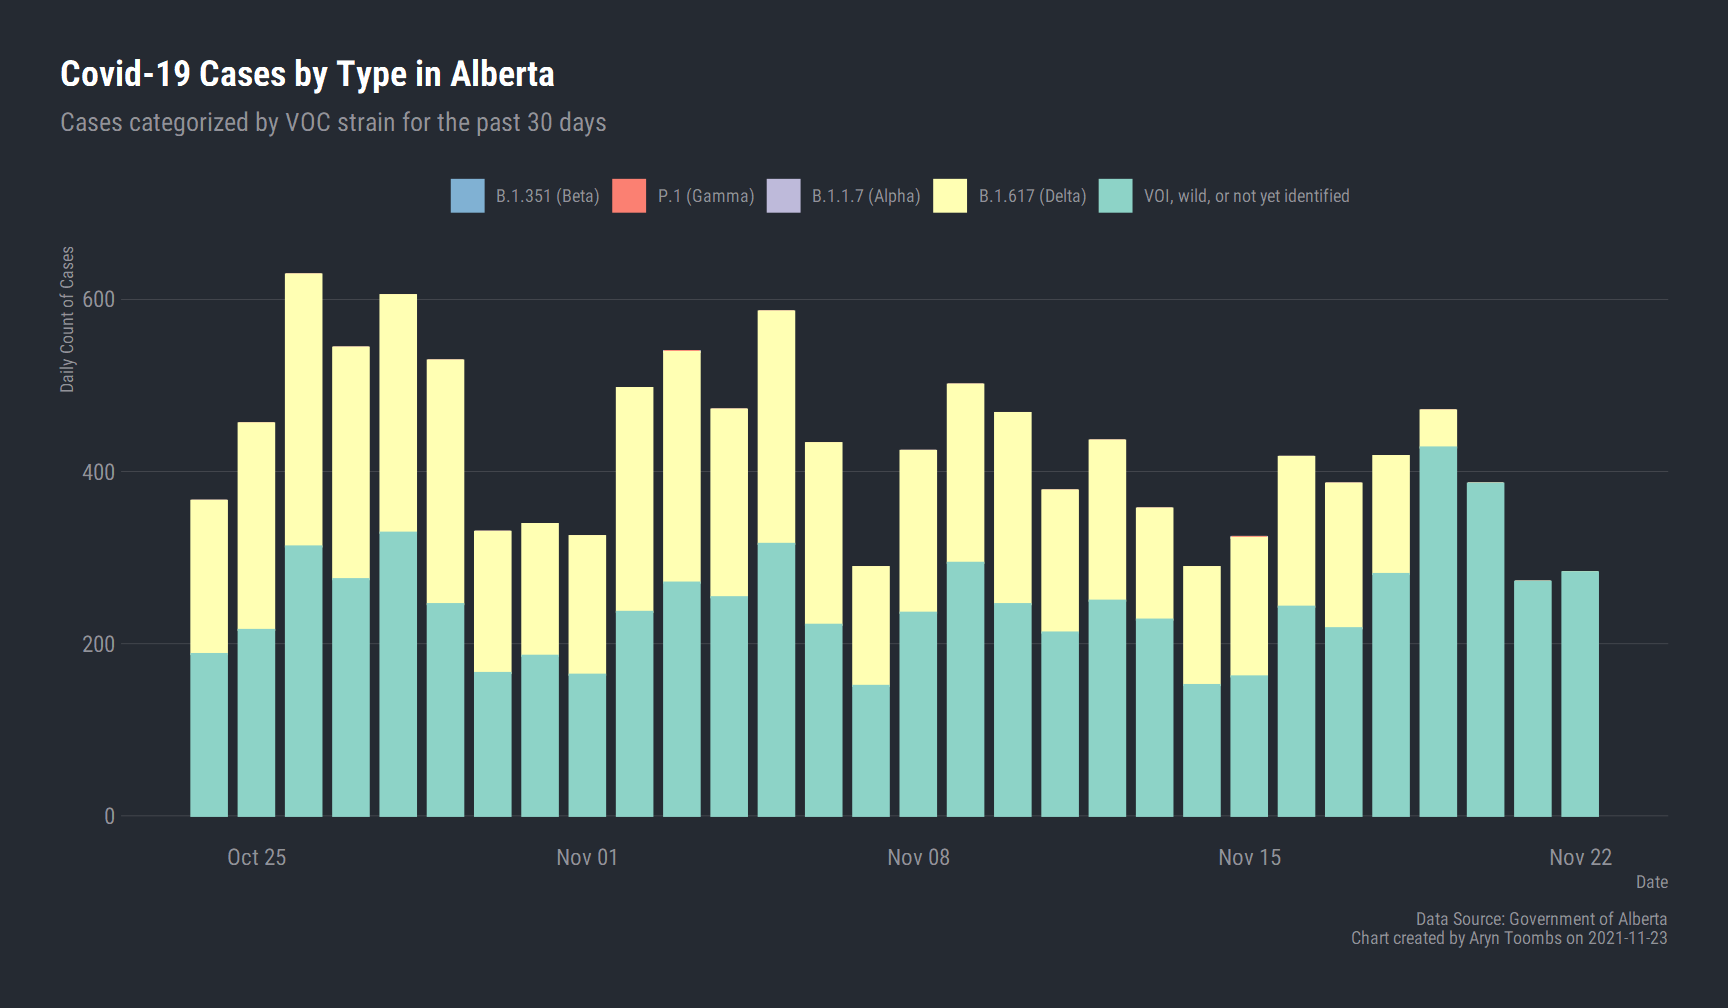 Covid-19 Cases by Type in Alberta
Cases categorized by VOC strain for the past 30 days
B.1.351 (Beta) P.1 (Gamma) B.1.1.7 (Alpha) B.1.617 (Delta) VOI, wild, or not yet identified
Daily Count of Cases
600
400
200
0
Oct 25 Nov 01 Nov 08 Nov 15 Nov 22
Date
Data Source: Government of Alberta
Chart created by Aryn Toombs on 2021-11-23